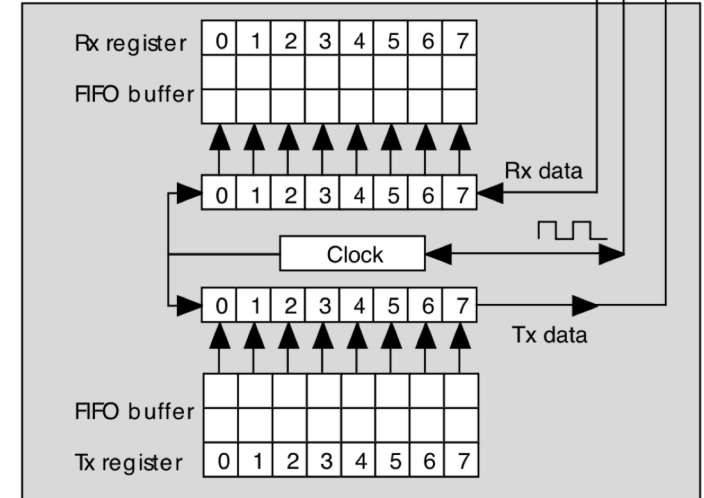 Rx register 0 1 2 3 4 5 6 7
FIFO buffer
Rx data
0 1 2 3 4 5 6 7
Clock
0 1 2 3 4 5 6 7
Tx data
FIFO buffer
Tx register 0 1 2 3 4 5 6 7